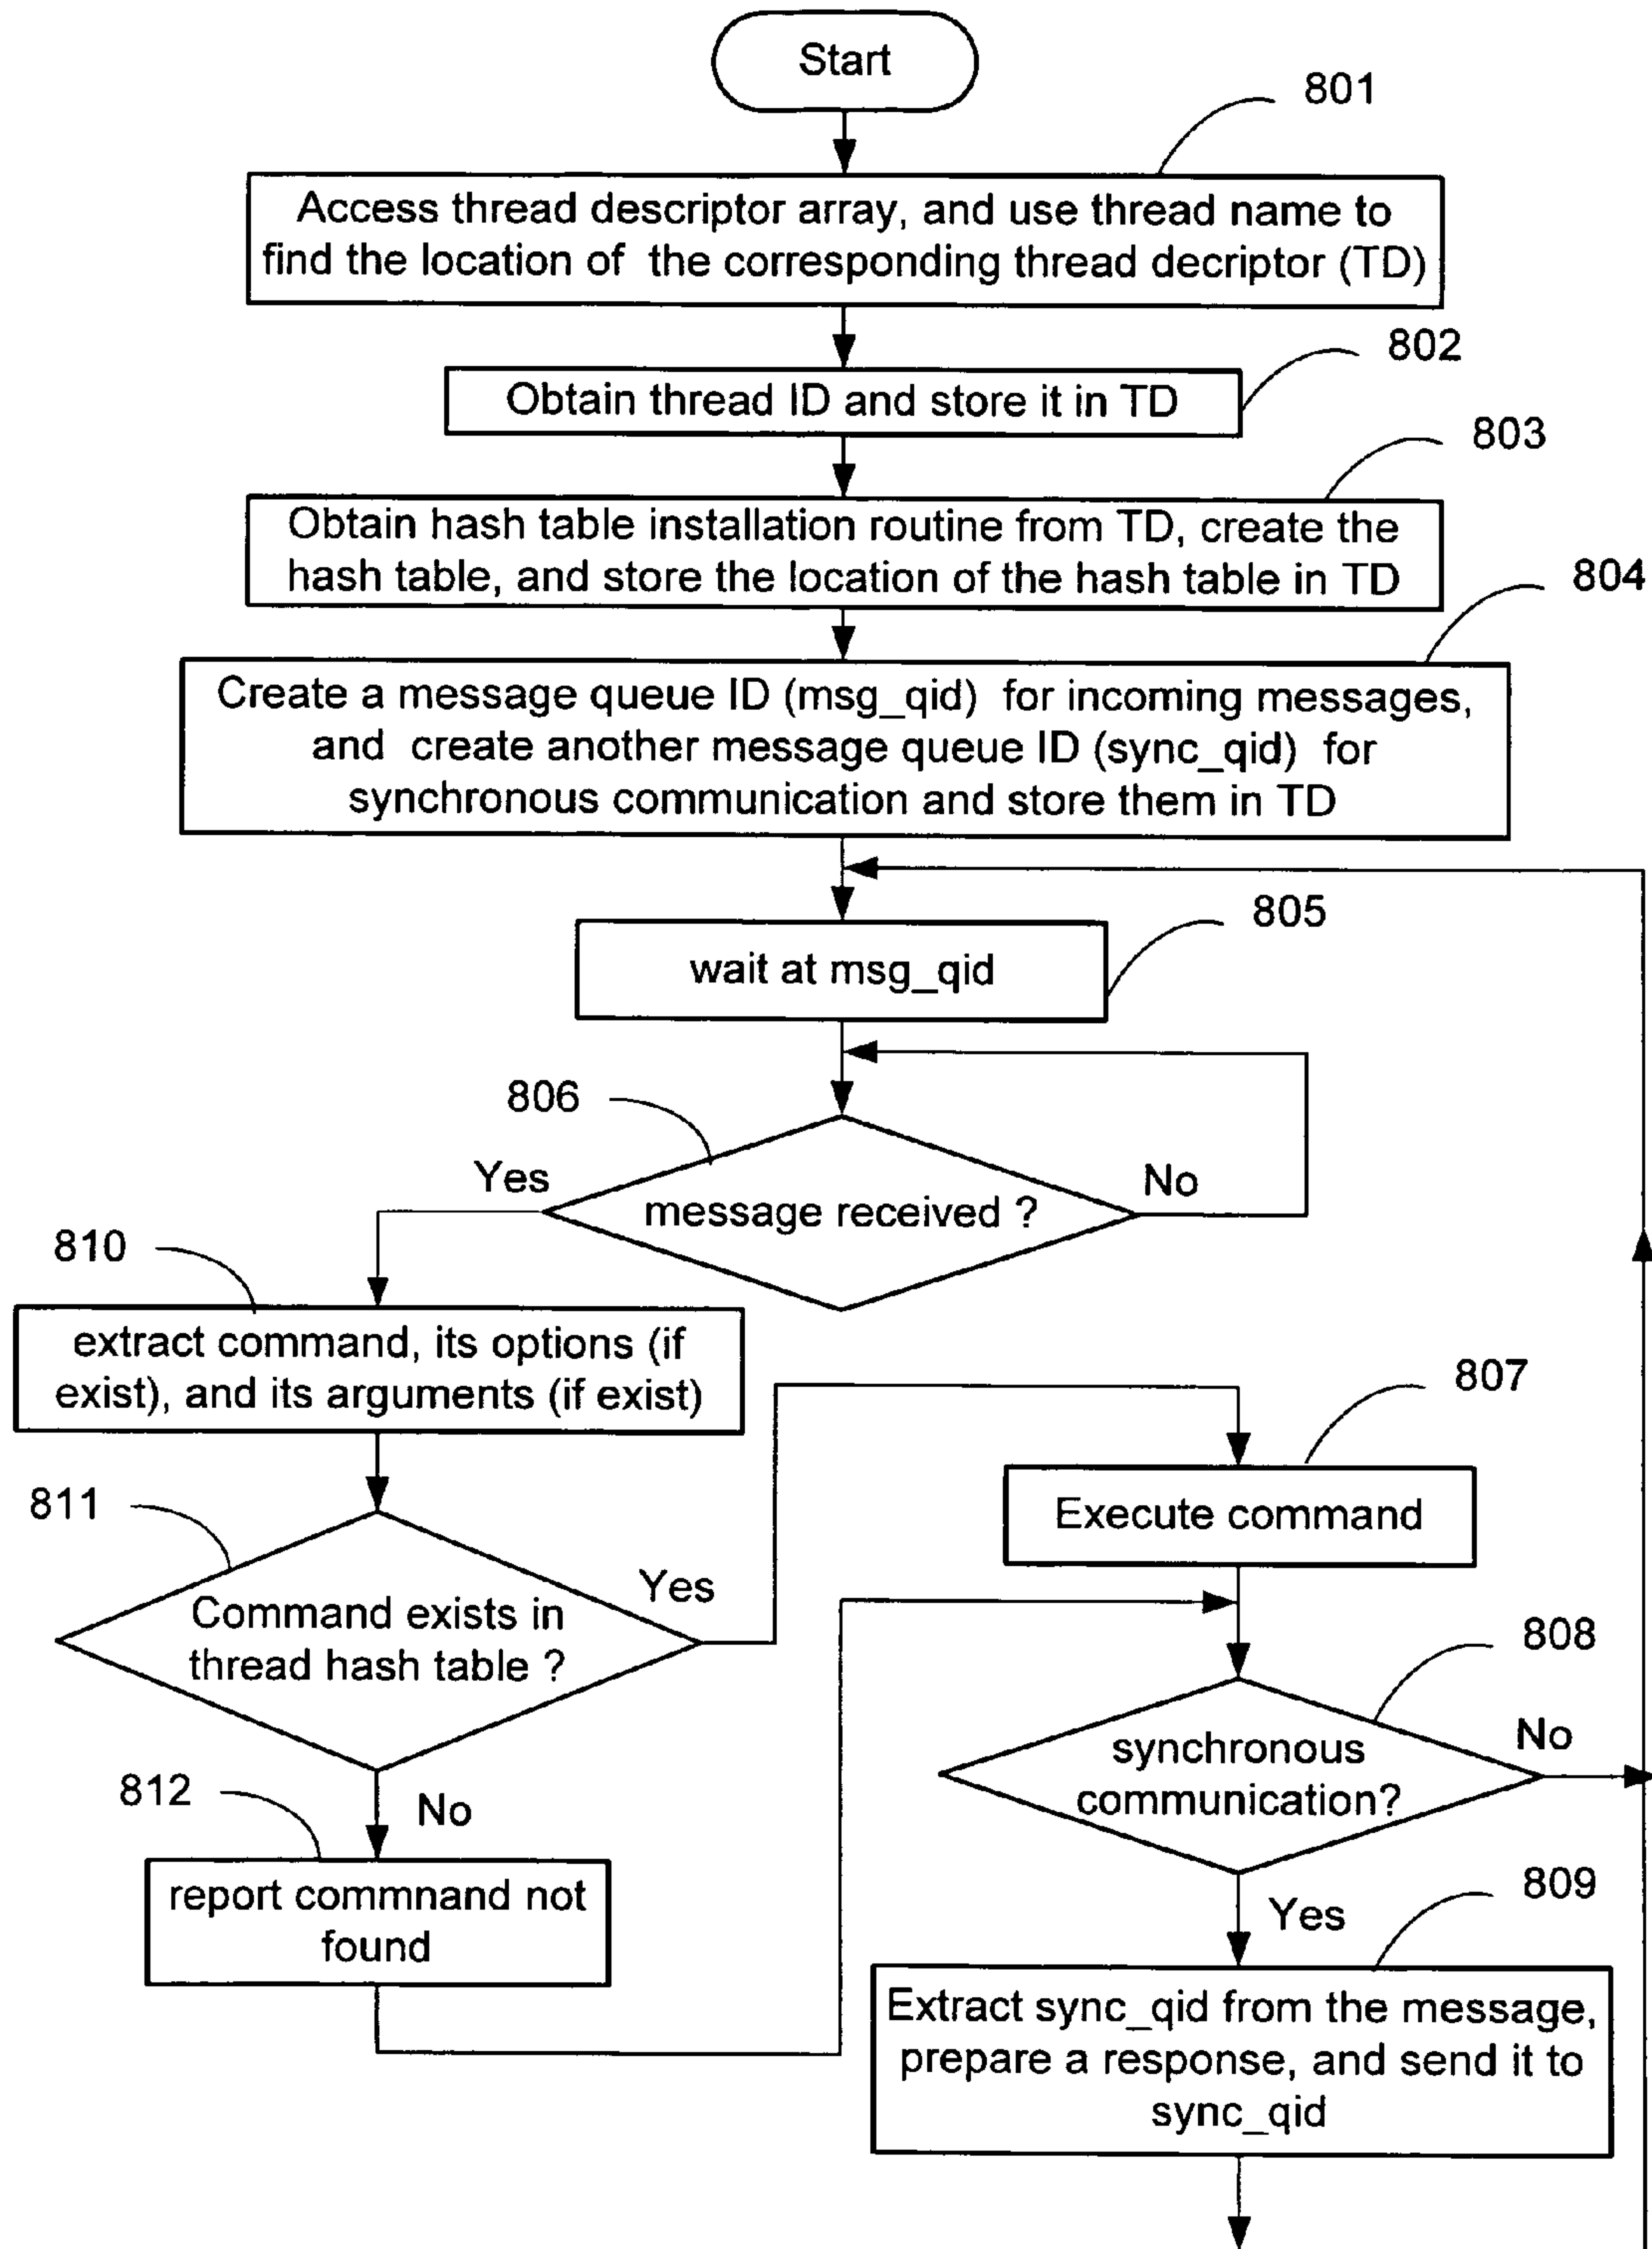 Start
801
Access thread descriptor array, and use thread name to
find the location of the corresponding thread decriptor (TD)
802
Obtain thread ID and store it in TD
803
Obtain hash table installation routine from TD, create the
hash table, and store the location of the hash table in TD
804
Create a message queue ID (msg_qid) for incoming messages,
and create another message queue ID (sync_qid) for
synchronous communication and store them in TD
805
wait at msg_qid
806
Yes
message received ?
No
810
extract command, its options (if
exist), and its arguments (if exist)
807
Execute command
811
Command exists in
thread hash table ?
Yes
808
synchronous
communication?
No
812
No
report commnand not
found
Yes
809
Extract sync_qid from the message,
prepare a response, and send it to
sync_qid